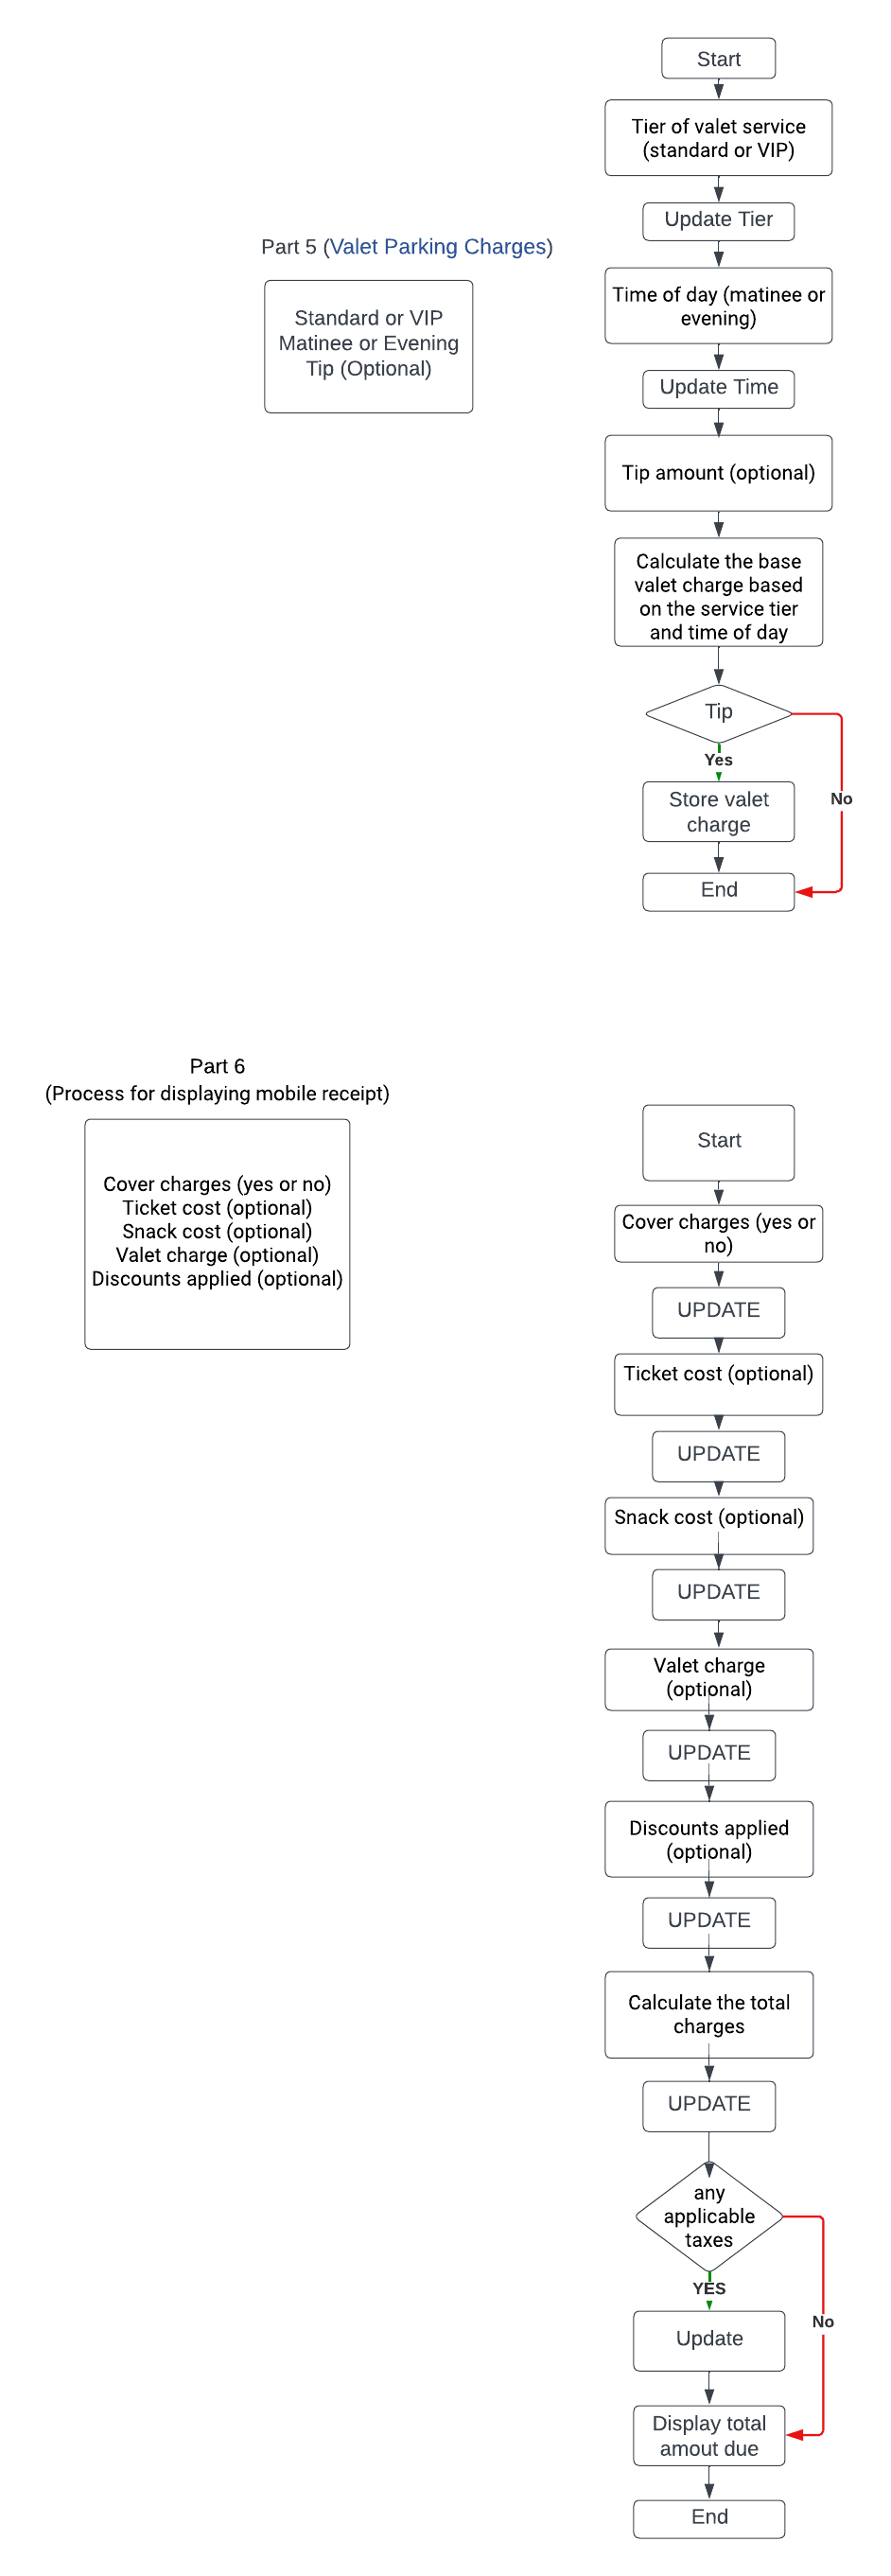 Start
Tier of valet service
(standard or VIP)
Update Tier
Part 5 (Valet Parking Charges)
Standard or VIP
Matinee or Evening
Tip (Optional)
Time of day (matinee or
evening)
Update Time
Tip amount (optional)
Calculate the base
valet charge based
on the service tier
and time of day
Tip
Yes
No
Store valet
charge
End
Part 6
(Process for displaying mobile receipt)
Cover charges (yes or no)
Ticket cost (optional)
Snack cost (optional)
Valet charge (optional)
Discounts applied (optional)
Start
Cover charges (yes or
no)
UPDATE
Ticket cost (optional)
UPDATE
Snack cost (optional)
UPDATE
Valet charge
(optional)
UPDATE
Discounts applied
(optional)
UPDATE
Calculate the total
charges
UPDATE
any
applicable
taxes
YES
No
Update
Display total
amout due
End